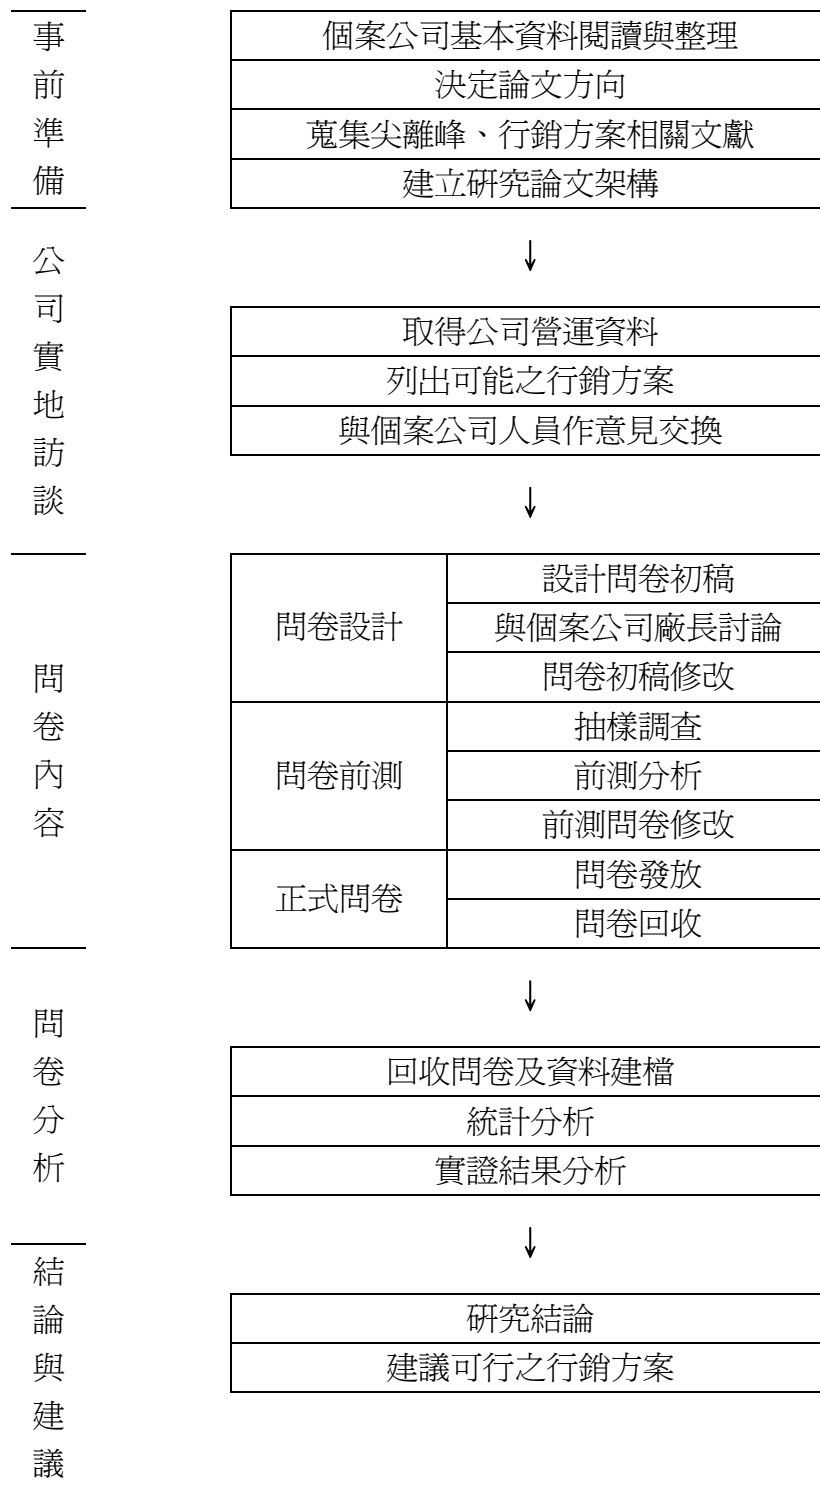 事前準備
個案公司基本資料閱讀與整理
決定論文方向
蒐集尖離峰、行銷方案相關文獻
建立研究論文架構
↓
公司實地訪談
取得公司營運資料
列出可能之行銷方案
與個案公司人員作意見交換
↓
問卷內容
問卷設計
設計問卷初稿
與個案公司廠長討論
問卷初稿修改
問卷前測
抽樣調查
前測分析
前測問卷修改
正式問卷
問卷發放
問卷回收
↓
問卷分析
回收問卷及資料建檔
統計分析
實證結果分析
↓
結論與建議
研究結論
建議可行之行銷方案